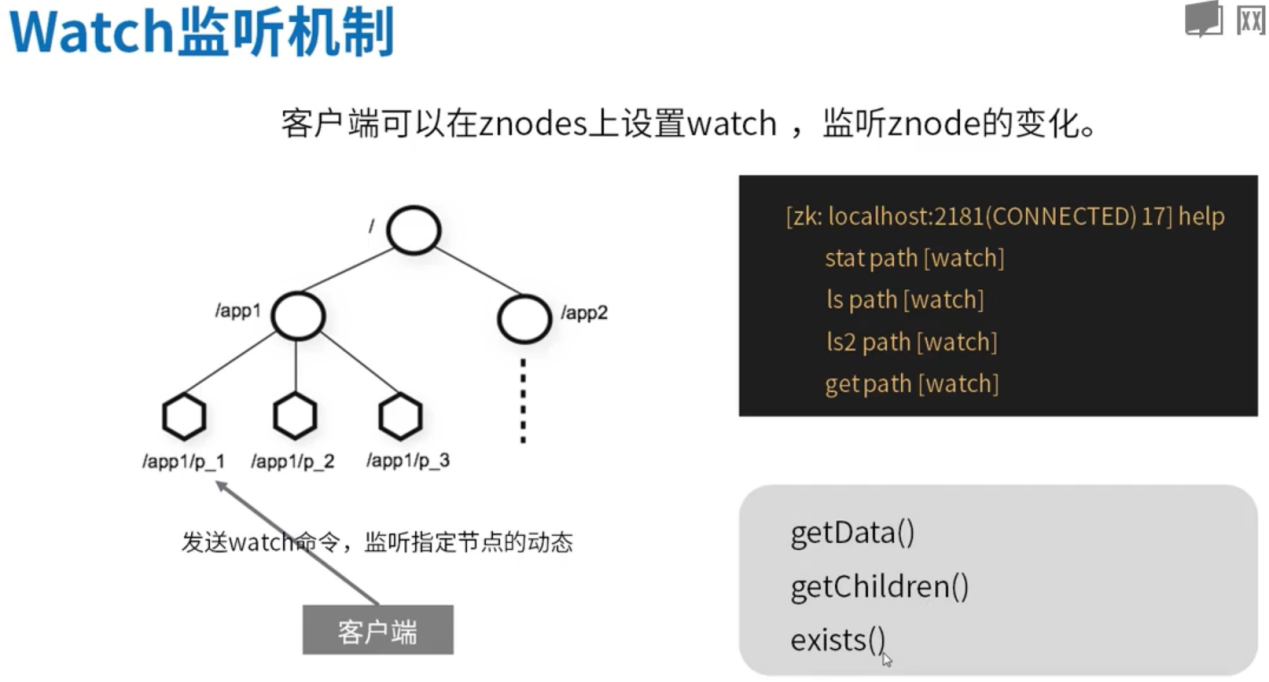 Watch监听机制
客户端可以在znodes上设置watch ，监听znode的变化。
/
/app1
/app2
/app1/p_1
/app1/p_2
/app1/p_3
发送watch命令，监听指定节点的动态
客户端
[zk: localhost:2181(CONNECTED) 17] help
stat path [watch]
ls path [watch]
ls2 path [watch]
get path [watch]
getData()
getChildren()
exists()